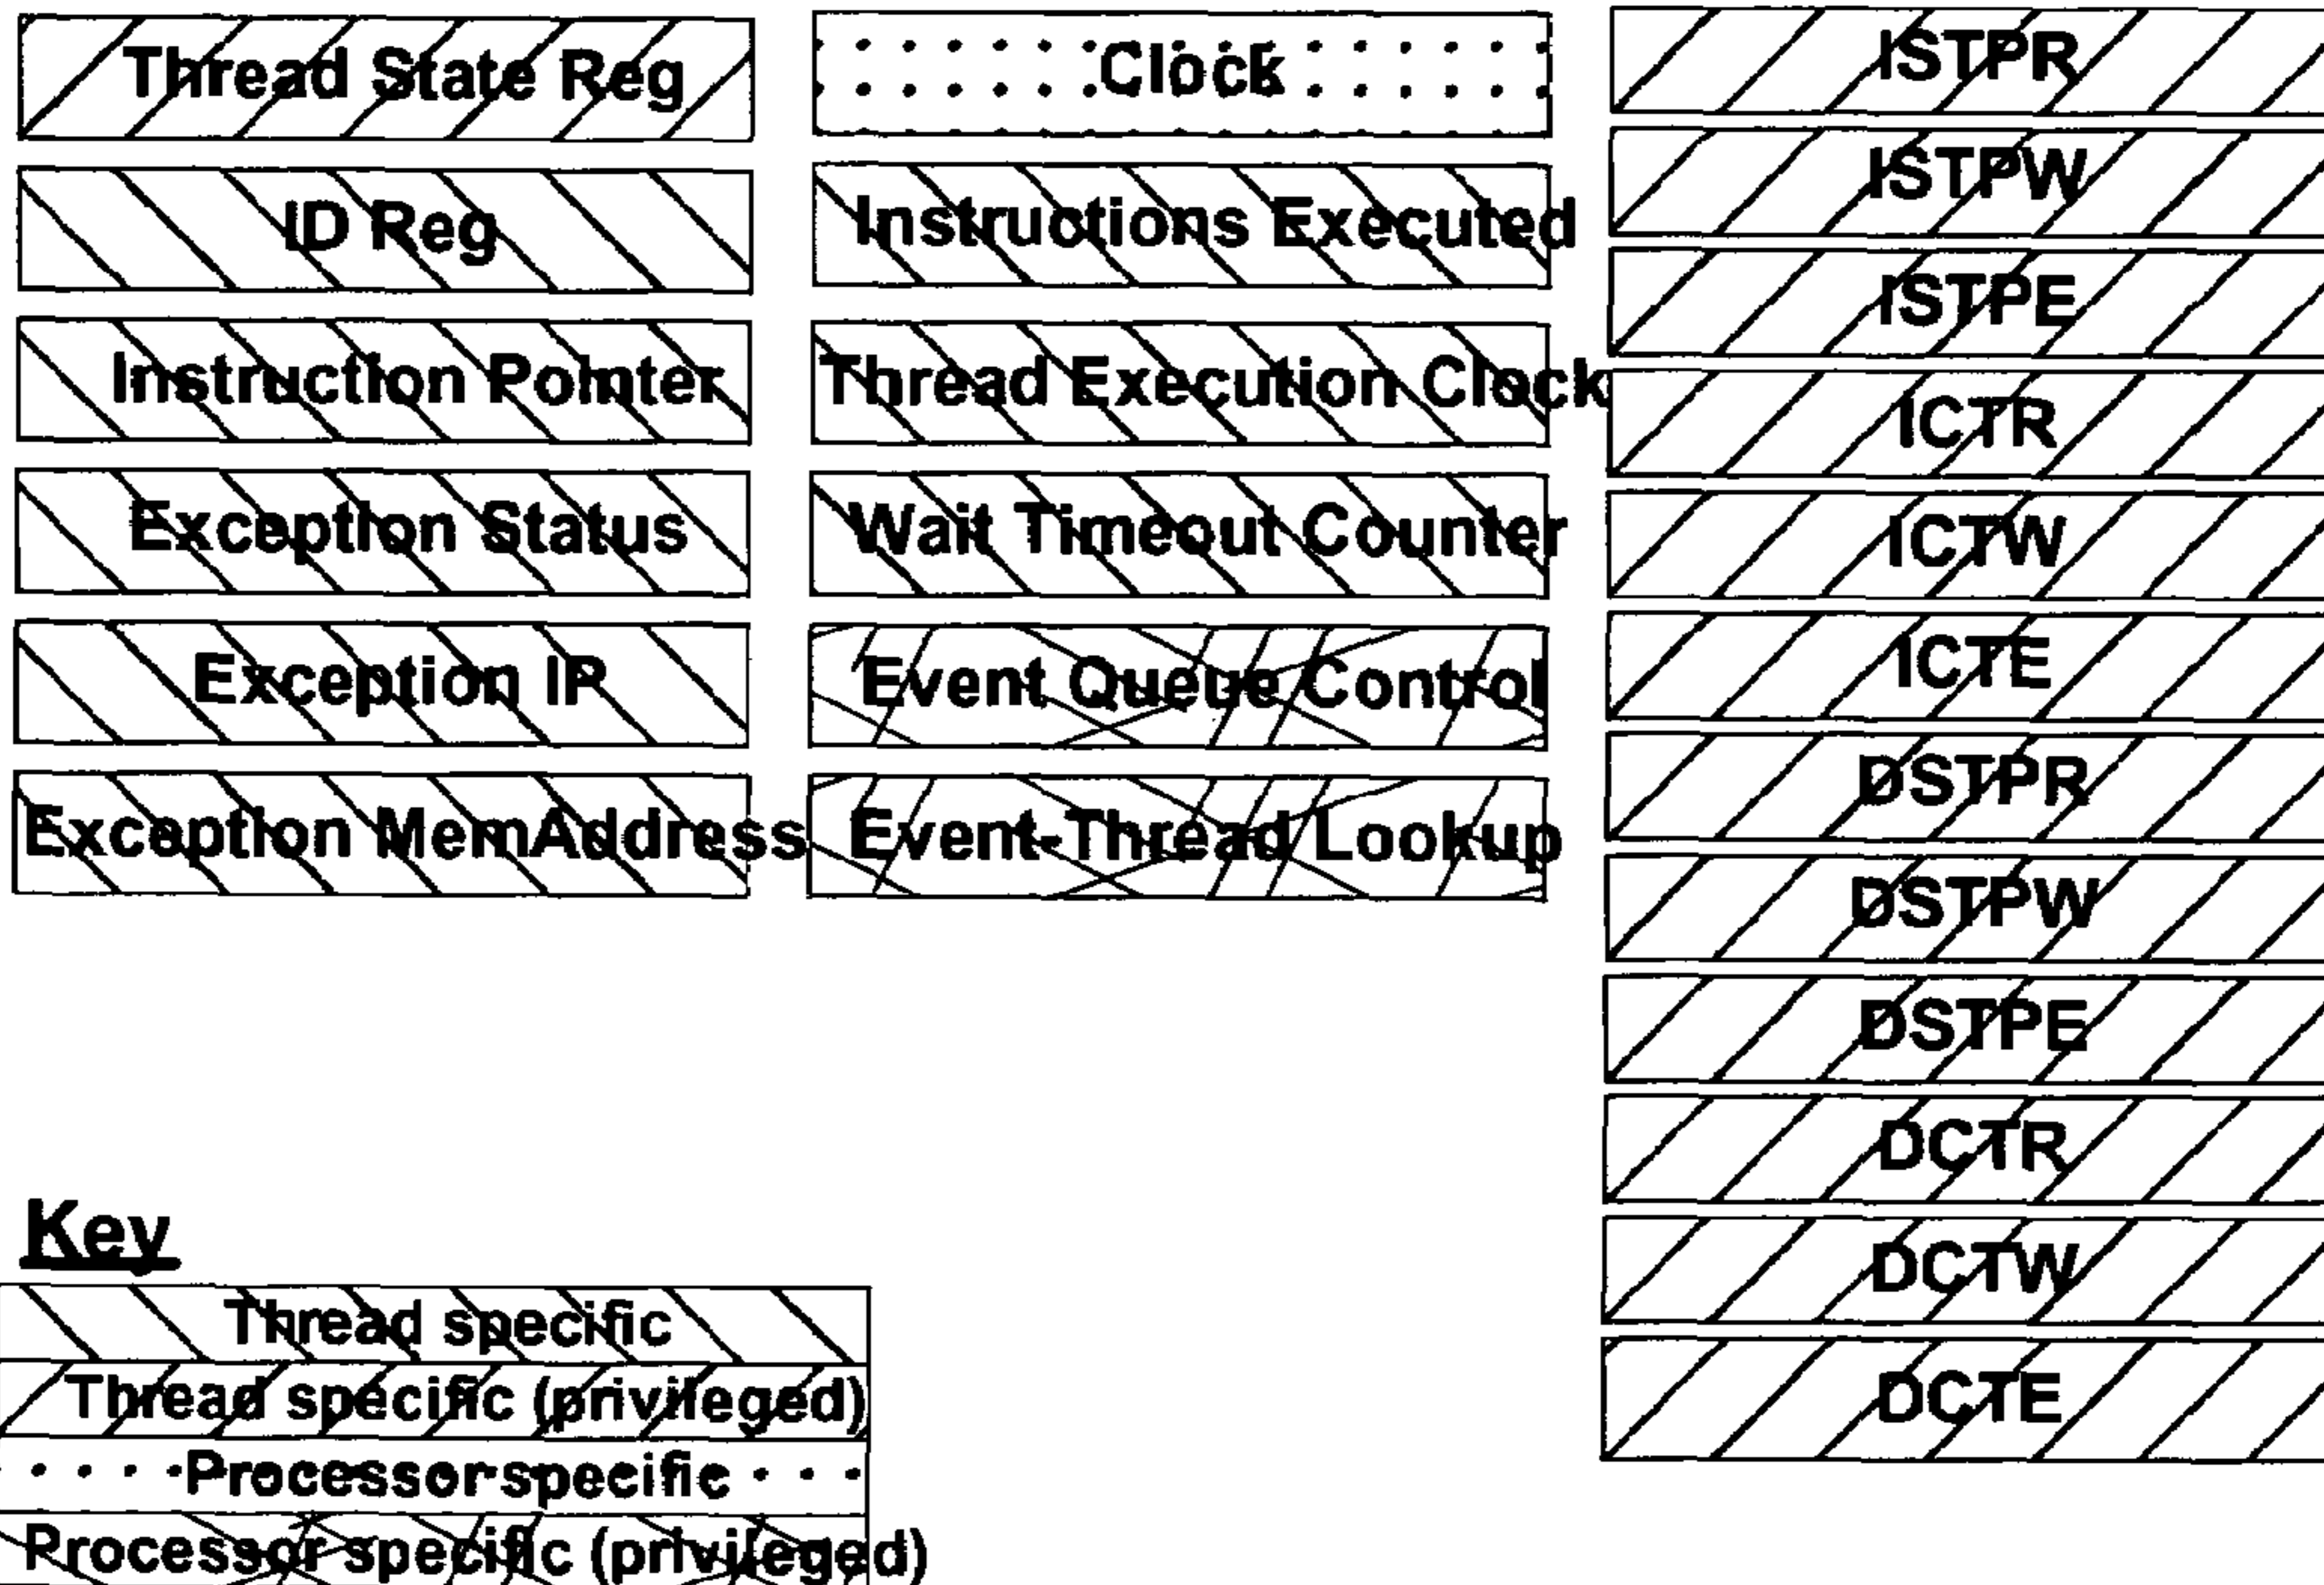 Thread State Reg
ID Reg
Instruction Pointer
Exception Status
Exception IP
Exception MemAddress
Clock
Instructions Executed
Thread Execution Clock
Wait Timeout Counter
Event Queue Control
Event-Thread Lookup
ISTPR
ISTPW
ISTPE
ICTR
ICTW
ICTE
DSTPR
DSTPW
DSTPE
DCTR
DCTW
DCTE
Key
Thread specific
Thread specific (privileged)
Processor specific
Processor specific (privileged)